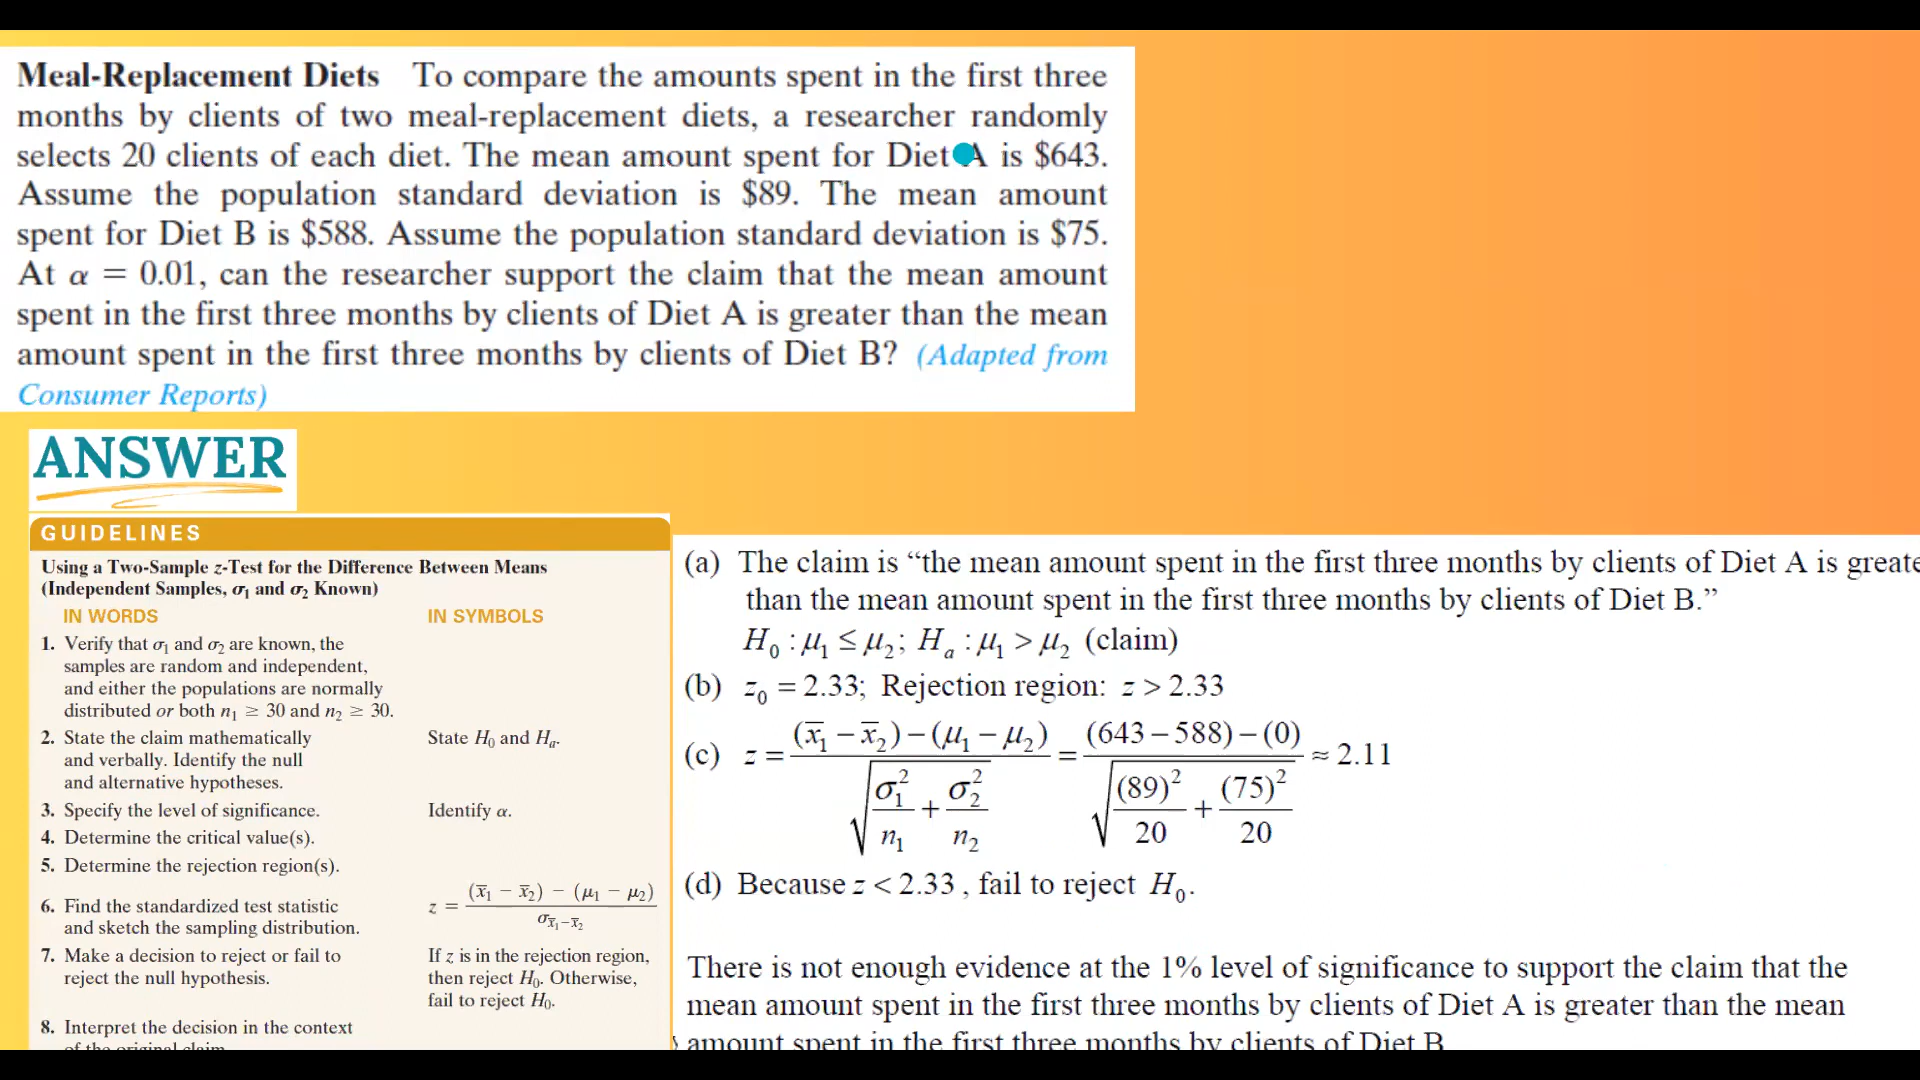 Meal-Replacement Diets To compare the amounts spent in the first three
months by clients of two meal-replacement diets, a researcher randomly
selects 20 clients of each diet. The mean amount spent for Diet A is $643.
Assume the population standard deviation is $89. The mean amount
spent for Diet B is $588. Assume the population standard deviation is $75.
At α = 0.01, can the researcher support the claim that the mean amount
spent in the first three months by clients of Diet A is greater than the mean
amount spent in the first three months by clients of Diet B? (Adapted from
Consumer Reports)
ANSWER
GUIDELINES
Using a Two-Sample z-Test for the Difference Between Means
(Independent Samples, σ₁ and σ₂ Known)
IN WORDS IN SYMBOLS
1. Verify that σ₁ and σ₂ are known, the
samples are random and independent,
and either the populations are normally
distributed or both n₁ ≥ 30 and n₂ ≥ 30.
2. State the claim mathematically State H₀ and Hₐ.
and verbally. Identify the null
and alternative hypotheses.
3. Specify the level of significance. Identify α.
4. Determine the critical value(s).
5. Determine the rejection region(s).
6. Find the standardized test statistic z = (x̄₁ − x̄₂) − (μ₁ − μ₂) / σx̄₁−x̄₂
and sketch the sampling distribution.
7. Make a decision to reject or fail to If z is in the rejection region,
reject the null hypothesis. then reject H₀. Otherwise,
fail to reject H₀.
8. Interpret the decision in the context
of the original claim.
(a) The claim is “the mean amount spent in the first three months by clients of Diet A is greate
than the mean amount spent in the first three months by clients of Diet B.”
H₀ : μ₁ ≤ μ₂; Hₐ : μ₁ > μ₂ (claim)
(b) z₀ = 2.33; Rejection region: z > 2.33
(c) z = (x̄₁ − x̄₂) − (μ₁ − μ₂) / √(σ₁²/n₁ + σ₂²/n₂) = (643 − 588) − (0) / √((89)²/20 + (75)²/20) ≈ 2.11
(d) Because z < 2.33 , fail to reject H₀.
There is not enough evidence at the 1% level of significance to support the claim that the
mean amount spent in the first three months by clients of Diet A is greater than the mean
amount spent in the first three months by clients of Diet B